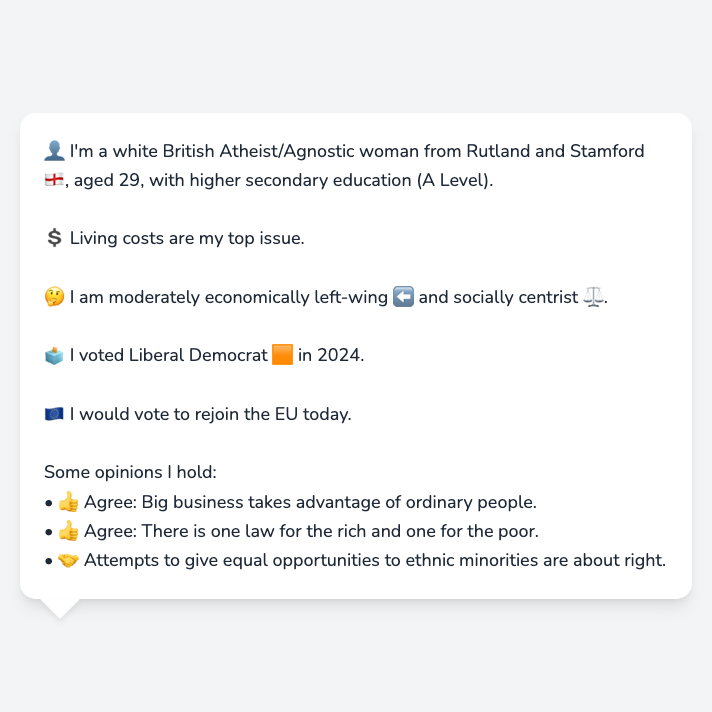 👤 I'm a white British Atheist/Agnostic woman from Rutland and Stamford
🏴󠁧󠁢󠁥󠁮󠁧󠁿, aged 29, with higher secondary education (A Level).
💲 Living costs are my top issue.
🤔 I am moderately economically left-wing ⬅️ and socially centrist ⚖️.
🗳️ I voted Liberal Democrat 🟧 in 2024.
🇪🇺 I would vote to rejoin the EU today.
Some opinions I hold:
• 👍 Agree: Big business takes advantage of ordinary people.
• 👍 Agree: There is one law for the rich and one for the poor.
• 🤝 Attempts to give equal opportunities to ethnic minorities are about right.